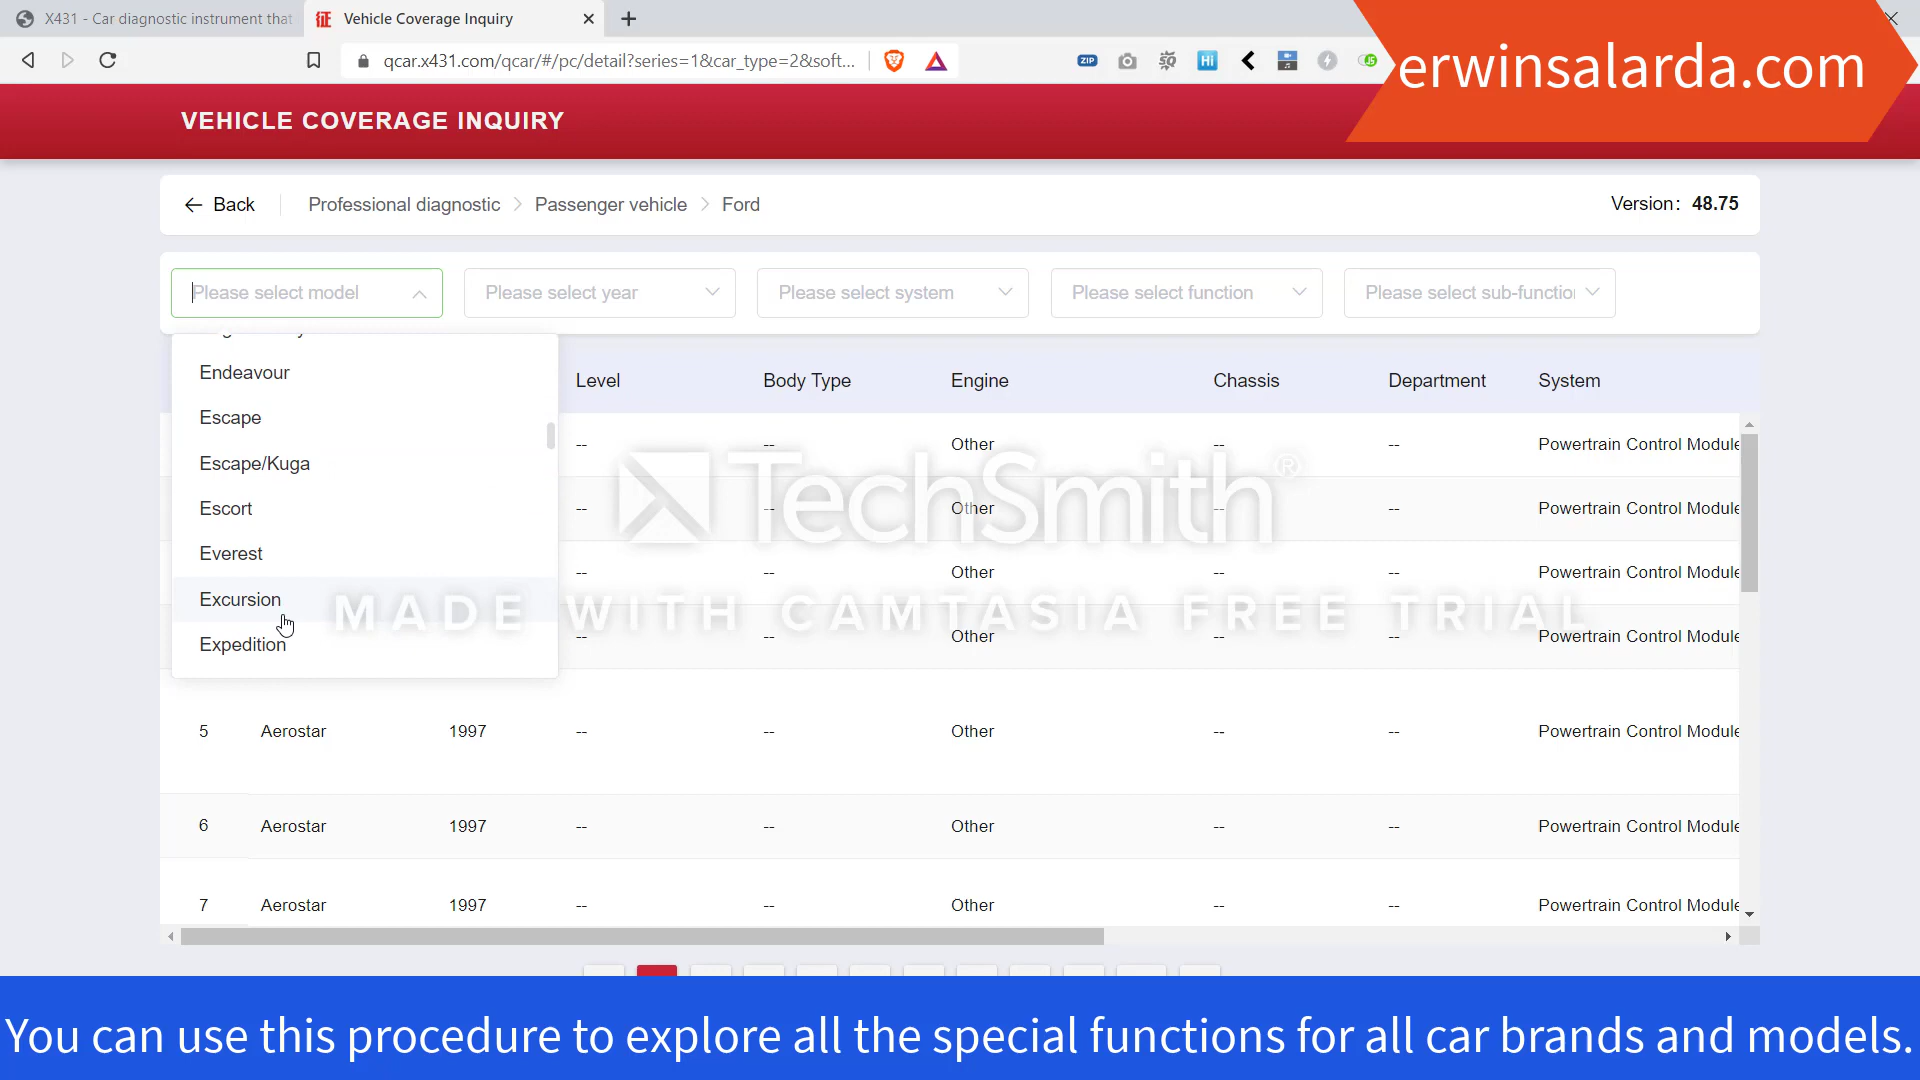 X431 - Car diagnostic instrument that
Vehicle Coverage Inquiry
qcar.x431.com/qcar/#/pc/detail?series=1&car_type=2&soft...
ZIP
Hi
erwinsalarda.com
VEHICLE COVERAGE INQUIRY
Back
Professional diagnostic > Passenger vehicle > Ford
Version: 48.75
Please select model
Please select year
Please select system
Please select function
Please select sub-function
Endeavour
Escape
Escape/Kuga
Escort
Everest
Excursion
Expedition
Level Body Type Engine Chassis Department System
-- -- Other -- -- Powertrain Control Module
-- -- Other -- -- Powertrain Control Module
-- -- Other -- -- Powertrain Control Module
-- -- Other -- -- Powertrain Control Module
5 Aerostar 1997 -- -- Other -- -- Powertrain Control Module
6 Aerostar 1997 -- -- Other -- -- Powertrain Control Module
7 Aerostar 1997 -- -- Other -- -- Powertrain Control Module
TechSmith®
MADE WITH CAMTASIA FREE TRIAL
You can use this procedure to explore all the special functions for all car brands and models.